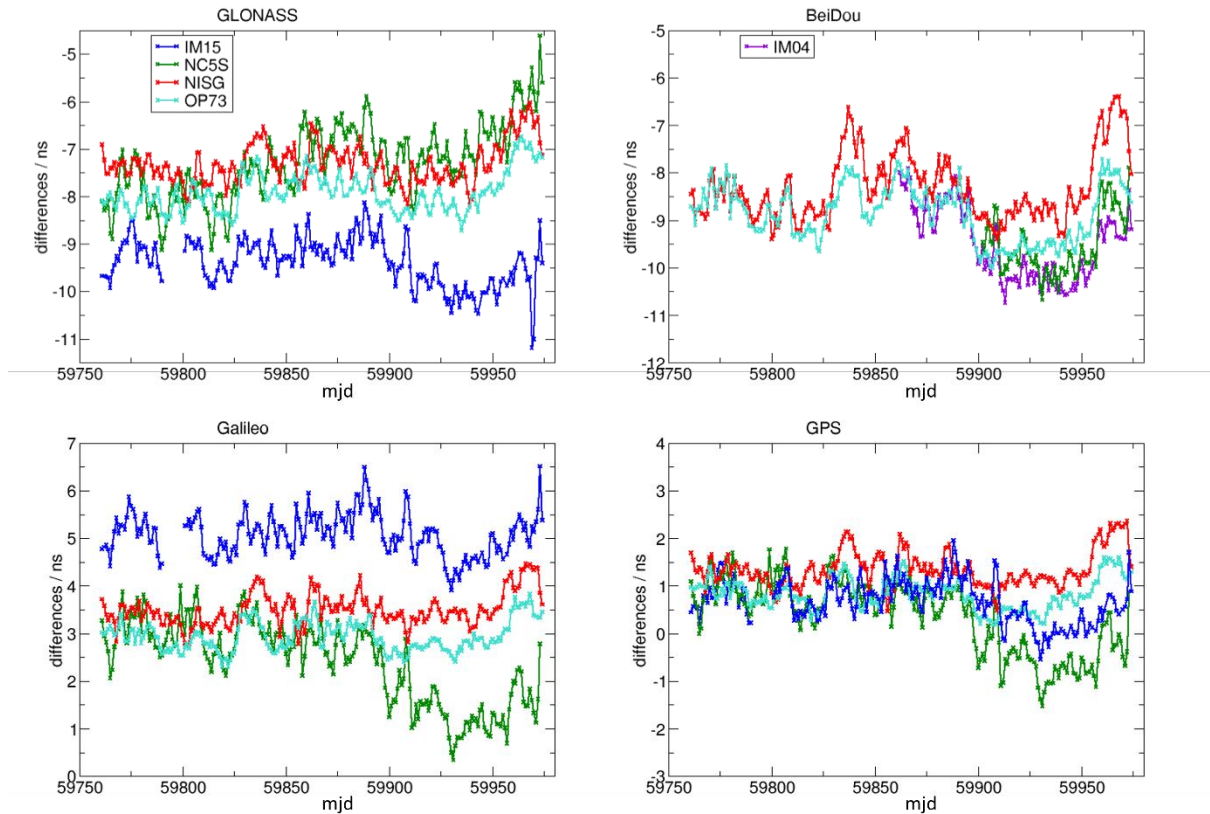 GLONASS
IM15
NC5S
NISG
OP73
-5
-6
-7
-8
-9
-10
-11
differences / ns
59750 59800 59850 59900 59950
mjd
BeiDou
IM04
-5
-6
-7
-8
-9
-10
-11
-12
differences / ns
59750 59800 59850 59900 59950
mjd
Galileo
7
6
5
4
3
2
1
0
differences / ns
59750 59800 59850 59900 59950
mjd
GPS
4
3
2
1
0
-1
-2
-3
differences / ns
59750 59800 59850 59900 59950
mjd